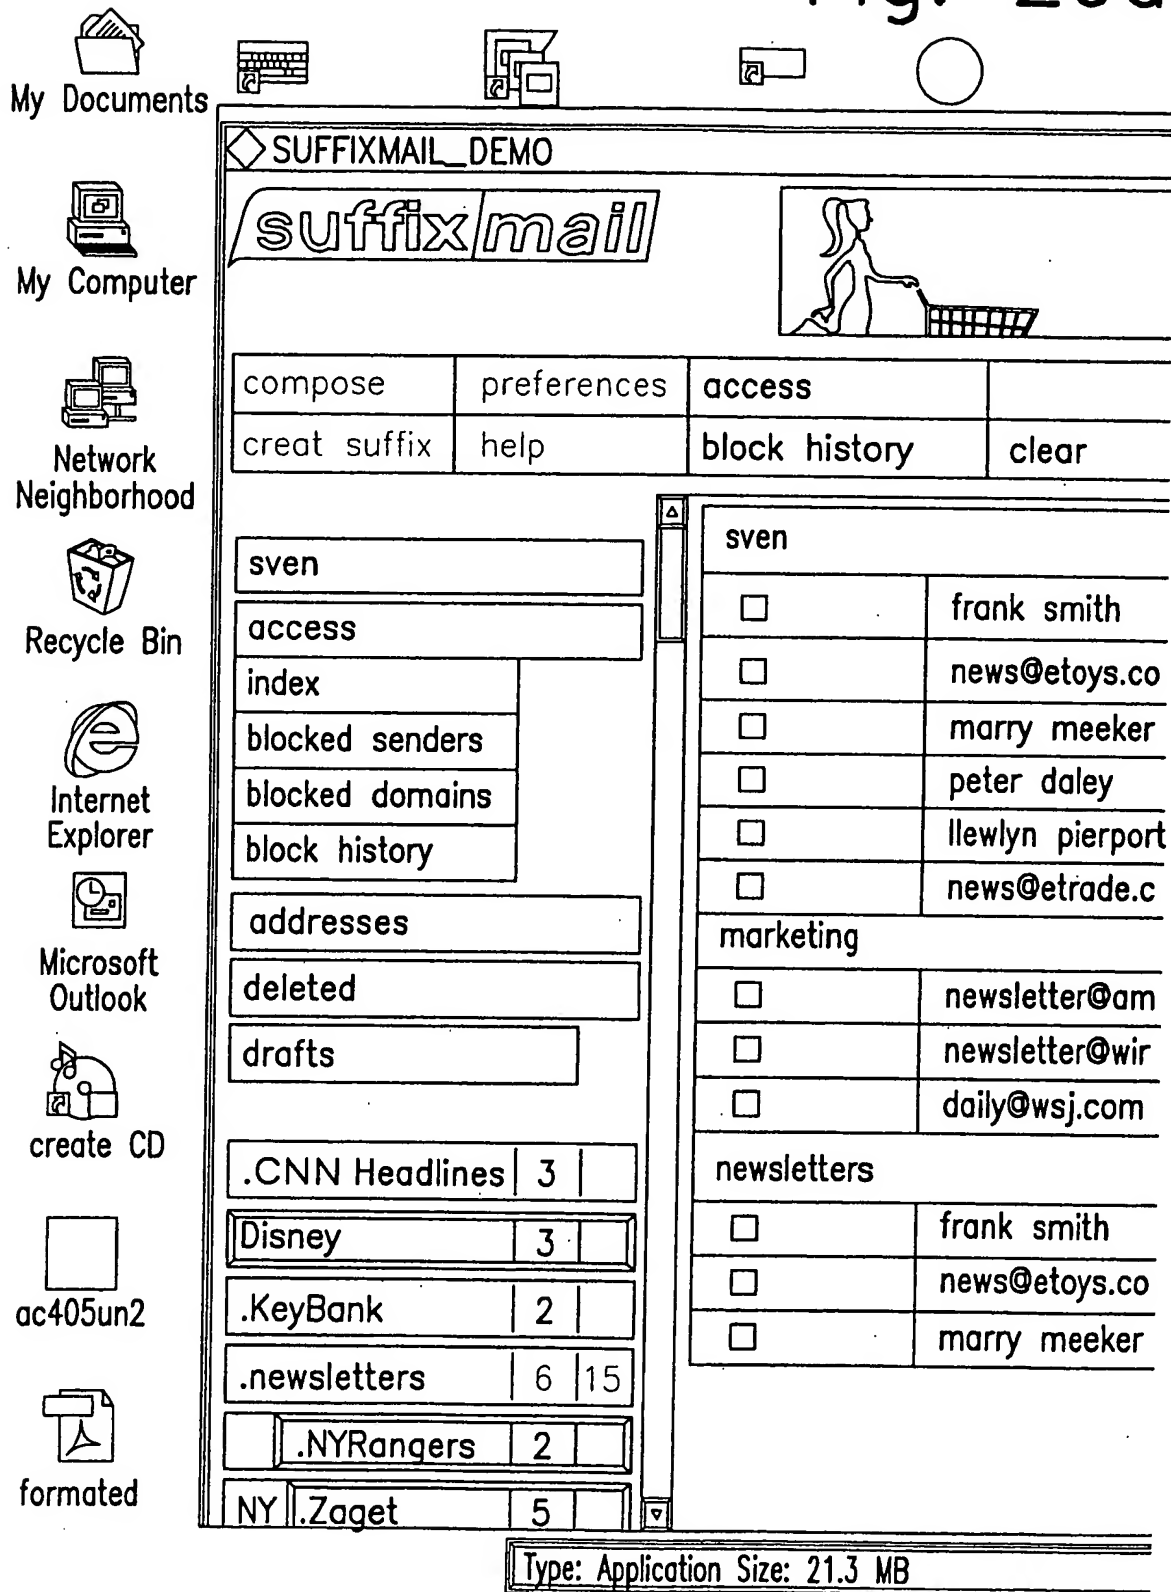 Fig.
My Documents
My Computer
Network
Neighborhood
Recycle Bin
Internet
Explorer
Microsoft
Outlook
create CD
ac405un2
formated
SUFFIXMAIL_DEMO
suffix mail
compose preferences access
creat suffix help block history clear
sven
access
index
blocked senders
blocked domains
block history
addresses
deleted
drafts
.CNN Headlines 3
Disney 3
.KeyBank 2
.newsletters 6 15
.NYRangers 2
NY .Zaget 5
sven
frank smith
news@etoys.co
marry meeker
peter daley
llewlyn pierport
news@etrade.c
marketing
newsletter@am
newsletter@wir
daily@wsj.com
newsletters
frank smith
news@etoys.co
marry meeker
Type: Application Size: 21.3 MB